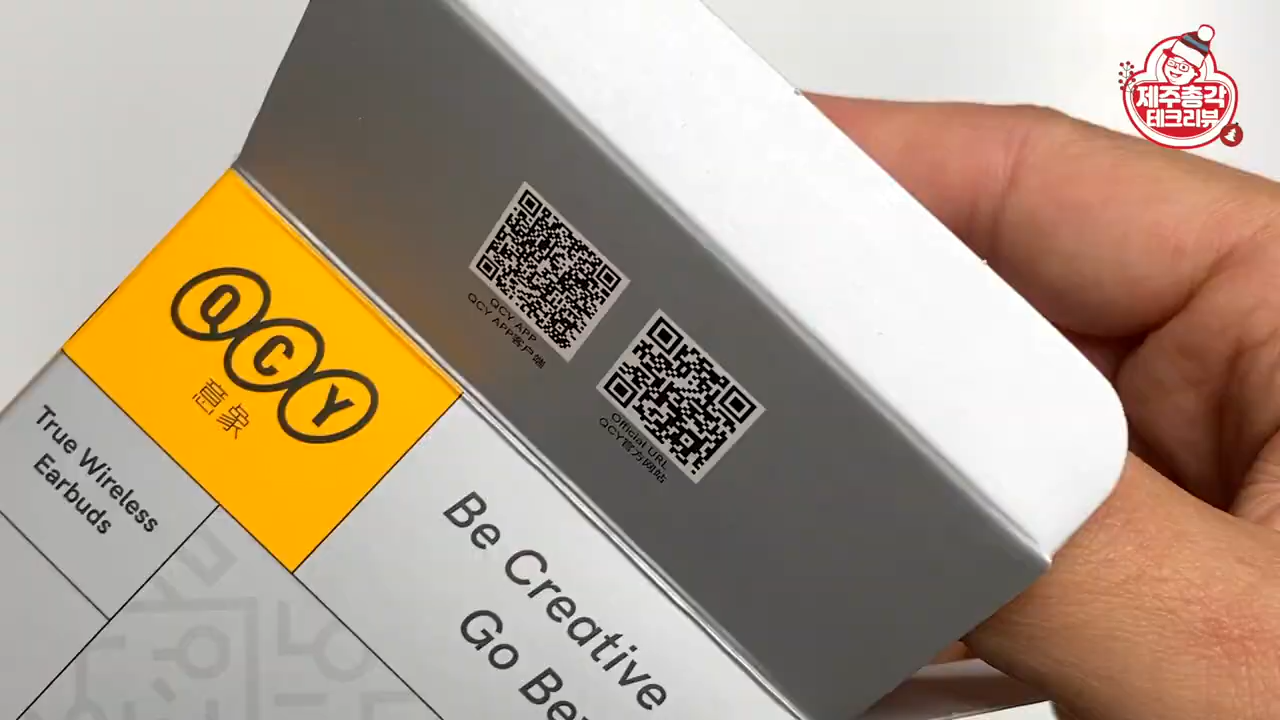 제주총각
테크리뷰
QCY
意象
True Wireless
Earbuds
QCY APP
QCY APP客户端
Official URL
QCY官方网站
Be Creative
Go